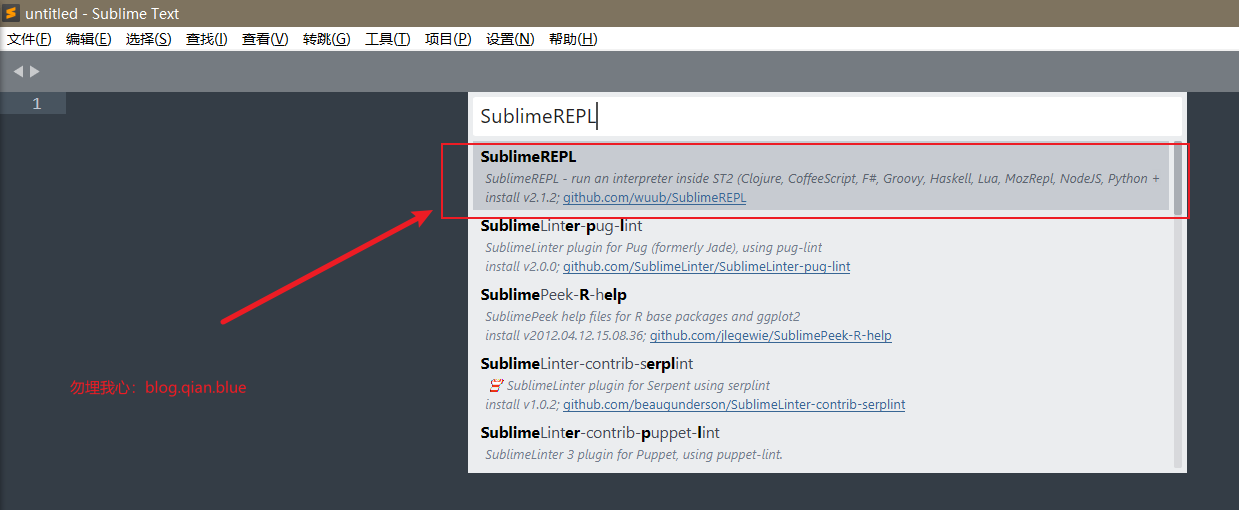 untitled - Sublime Text
文件(F) 编辑(E) 选择(S) 查找(I) 查看(V) 转跳(G) 工具(T) 项目(P) 设置(N) 帮助(H)
1
SublimeREPL
SublimeREPL
SublimeREPL - run an interpreter inside ST2 (Clojure, CoffeeScript, F#, Groovy, Haskell, Lua, MozRepl, NodeJS, Python +
install v2.1.2; github.com/wuub/SublimeREPL
SublimeLinter-pug-lint
SublimeLinter plugin for Pug (formerly Jade), using pug-lint
install v2.0.0; github.com/SublimeLinter/SublimeLinter-pug-lint
SublimePeek-R-help
SublimePeek help files for R base packages and ggplot2
install v2012.04.12.15.08.36; github.com/jlegewie/SublimePeek-R-help
SublimeLinter-contrib-serplint
SublimeLinter plugin for Serpent using serplint
install v1.0.2; github.com/beaugunderson/SublimeLinter-contrib-serplint
SublimeLinter-contrib-puppet-lint
SublimeLinter 3 plugin for Puppet, using puppet-lint.
勿埋我心：blog.qian.blue